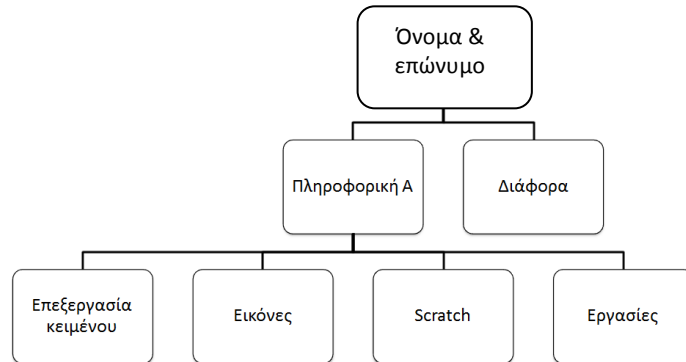 Όνομα &
επώνυμο
Πληροφορική Α
Διάφορα
Επεξεργασία
κειμένου
Εικόνες
Scratch
Εργασίες